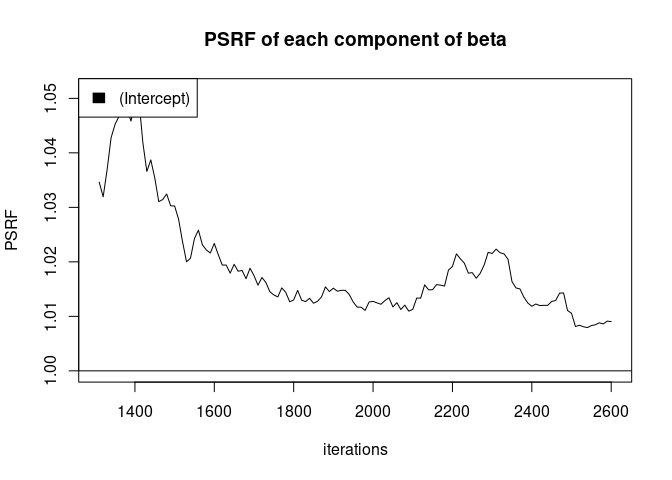 PSRF of each component of beta
(Intercept)
1.05
1.04
1.03
1.02
1.01
1.00
PSRF
1400 1600 1800 2000 2200 2400 2600
iterations